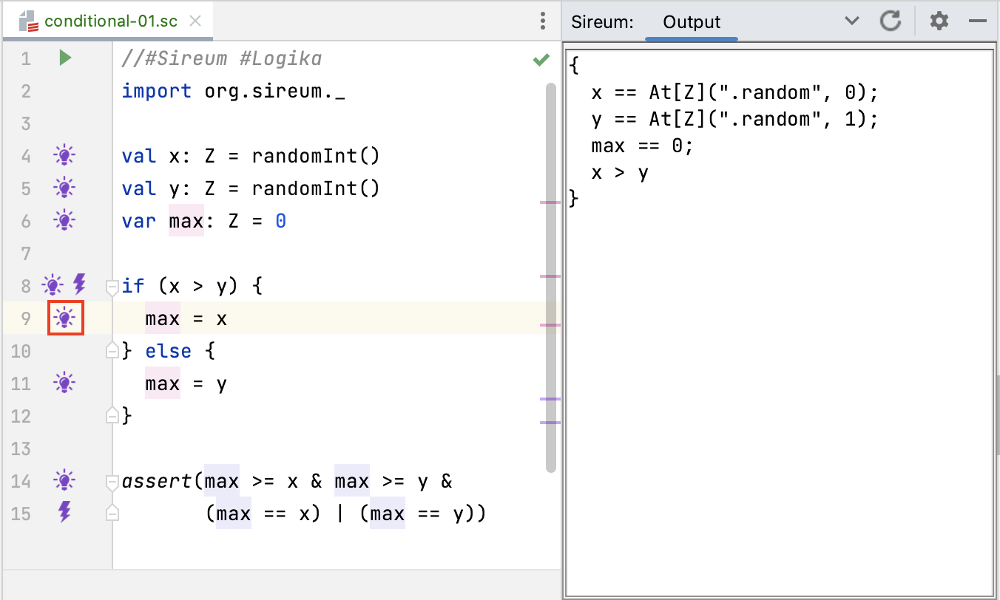 conditional-01.sc
1 //#Sireum #Logika
2 import org.sireum._
3
4 val x: Z = randomInt()
5 val y: Z = randomInt()
6 var max: Z = 0
7
8 if (x > y) {
9   max = x
10 } else {
11   max = y
12 }
13
14 assert(max >= x & max >= y &
15        (max == x) | (max == y))
Sireum: Output
{
  x == At[Z](".random", 0);
  y == At[Z](".random", 1);
  max == 0;
  x > y
}